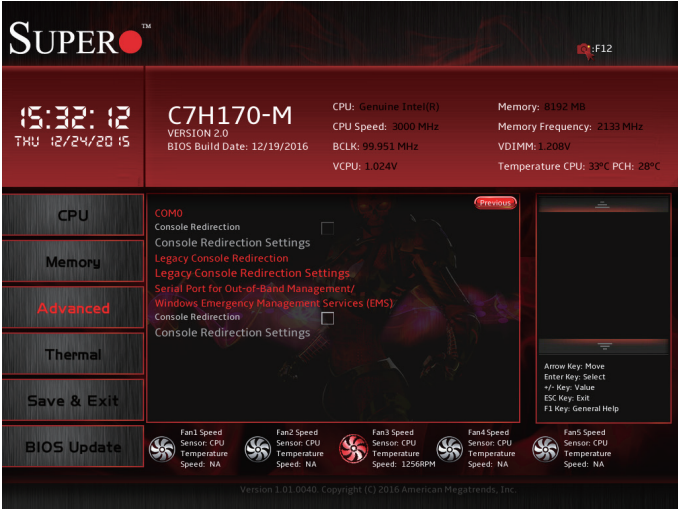 SUPER TM
:F12
15:32:12
THU 12/24/2015
C7H170-M
VERSION 2.0
BIOS Build Date: 12/19/2016
CPU: Genuine Intel(R)
CPU Speed: 3000 MHz
BCLK: 99.951 MHz
VCPU: 1.024V
Memory: 8192 MB
Memory Frequency: 2133 MHz
VDIMM: 1.208V
Temperature CPU: 33°C PCH: 28°C
CPU
Memory
Advanced
Thermal
Save & Exit
BIOS Update
Previous
COM0
Console Redirection
Console Redirection Settings
Legacy Console Redirection
Legacy Console Redirection Settings
Serial Port for Out-of-Band Management/
Windows Emergency Management Services (EMS)
Console Redirection
Console Redirection Settings
Arrow Key: Move
Enter Key: Select
+/- Key: Value
ESC Key: Exit
F1 Key: General Help
Fan1 Speed
Sensor: CPU
Temperature
Speed: NA
Fan2 Speed
Sensor: CPU
Temperature
Speed: NA
Fan3 Speed
Sensor: CPU
Temperature
Speed: 1256RPM
Fan4 Speed
Sensor: CPU
Temperature
Speed: NA
Fan5 Speed
Sensor: CPU
Temperature
Speed: NA
Version 1.01.0040. Copyright (C) 2016 American Megatrends, Inc.